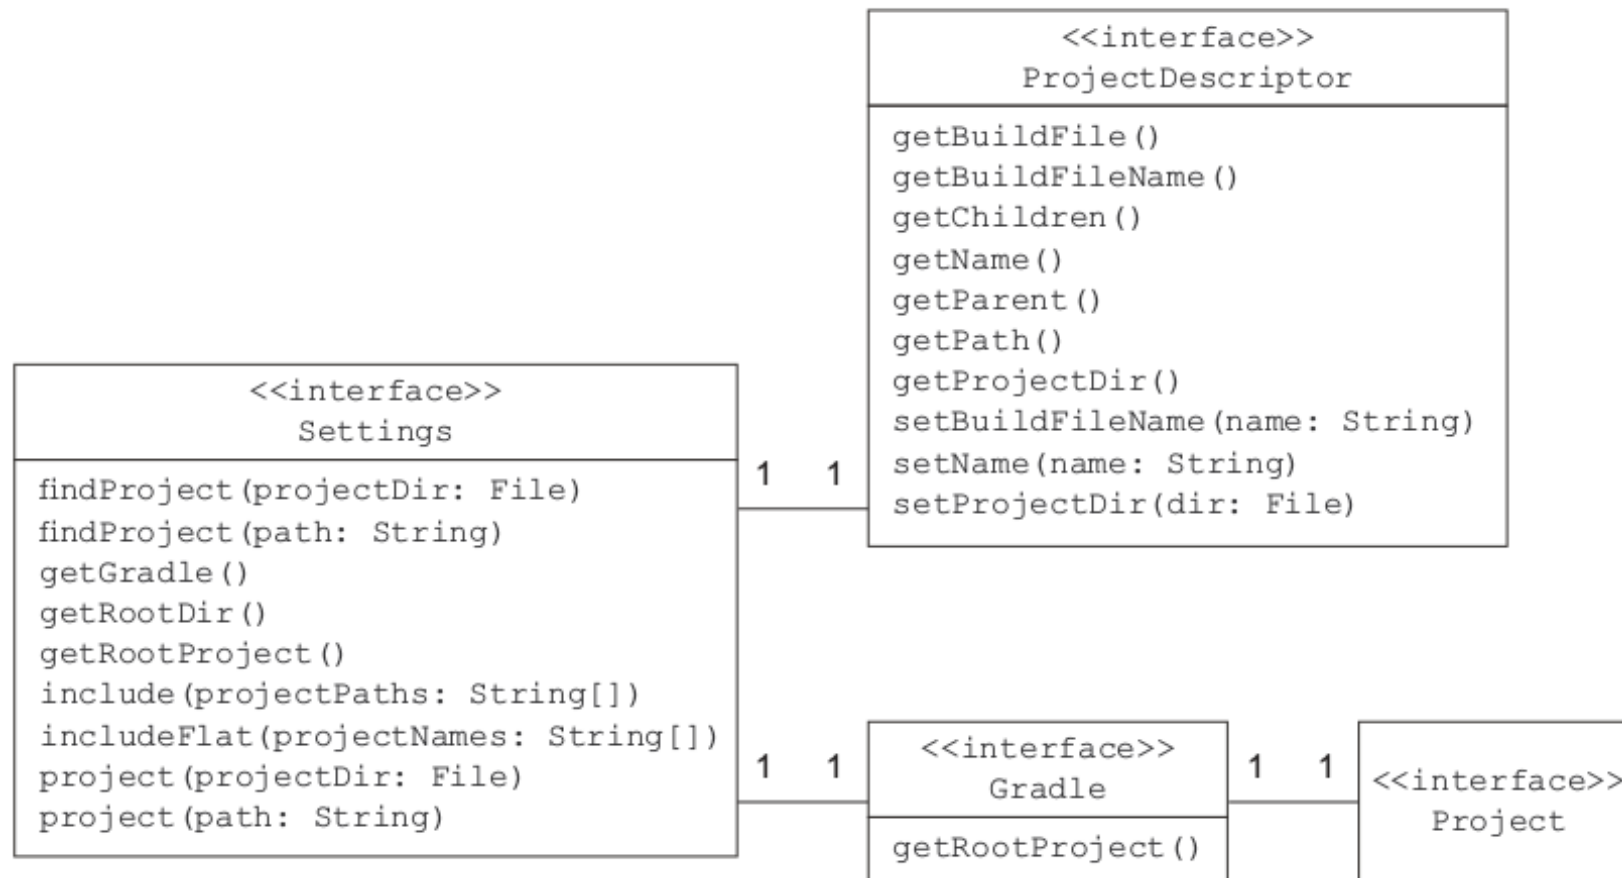 <<interface>>
ProjectDescriptor
getBuildFile()
getBuildFileName()
getChildren()
getName()
getParent()
getPath()
getProjectDir()
setBuildFileName(name: String)
setName(name: String)
setProjectDir(dir: File)
<<interface>>
Settings
findProject(projectDir: File)
findProject(path: String)
getGradle()
getRootDir()
getRootProject()
include(projectPaths: String[])
includeFlat(projectNames: String[])
project(projectDir: File)
project(path: String)
1 1
1 1
<<interface>>
Gradle
getRootProject()
1 1
<<interface>>
Project